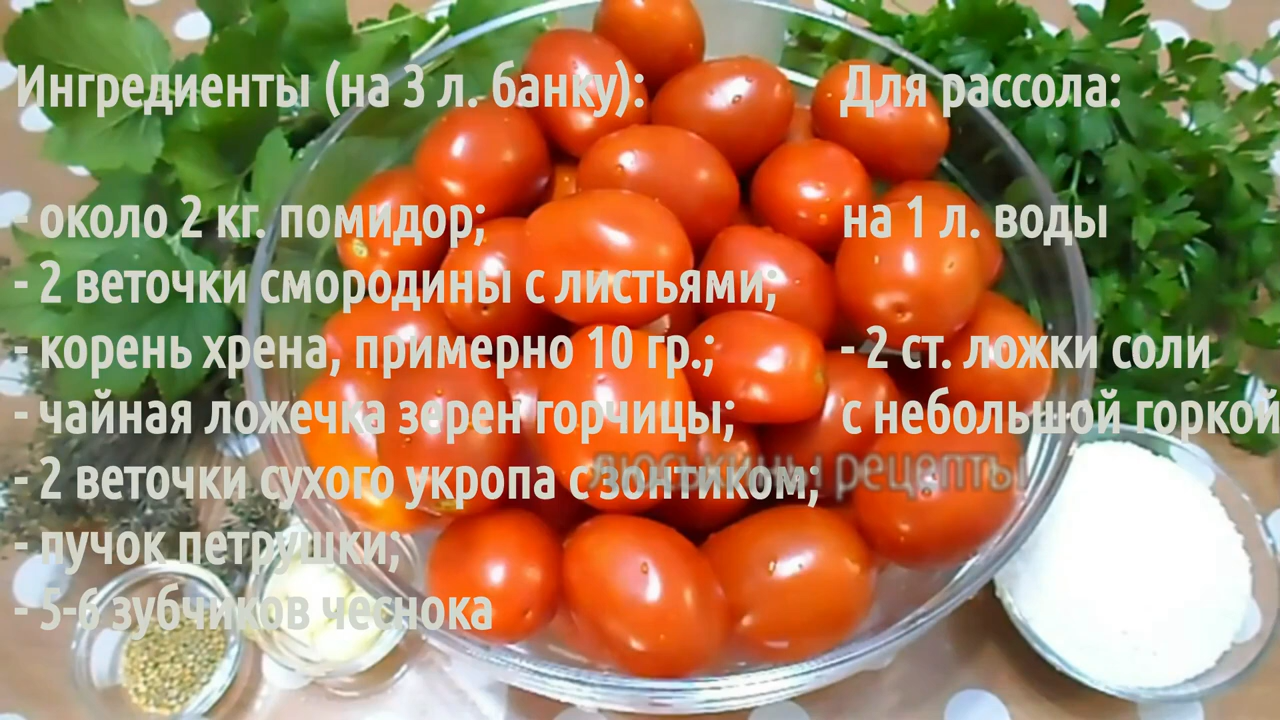 Ингредиенты (на 3 л. банку):
- около 2 кг. помидор;
- 2 веточки смородины с листьями;
- корень хрена, примерно 10 гр.;
- чайная ложечка зерен горчицы;
- 2 веточки сухого укропа с зонтиком;
- пучок петрушки;
- 5-6 зубчиков чеснока
Для рассола:
на 1 л. воды
- 2 ст. ложки соли
с небольшой горкой
люськины рецепты